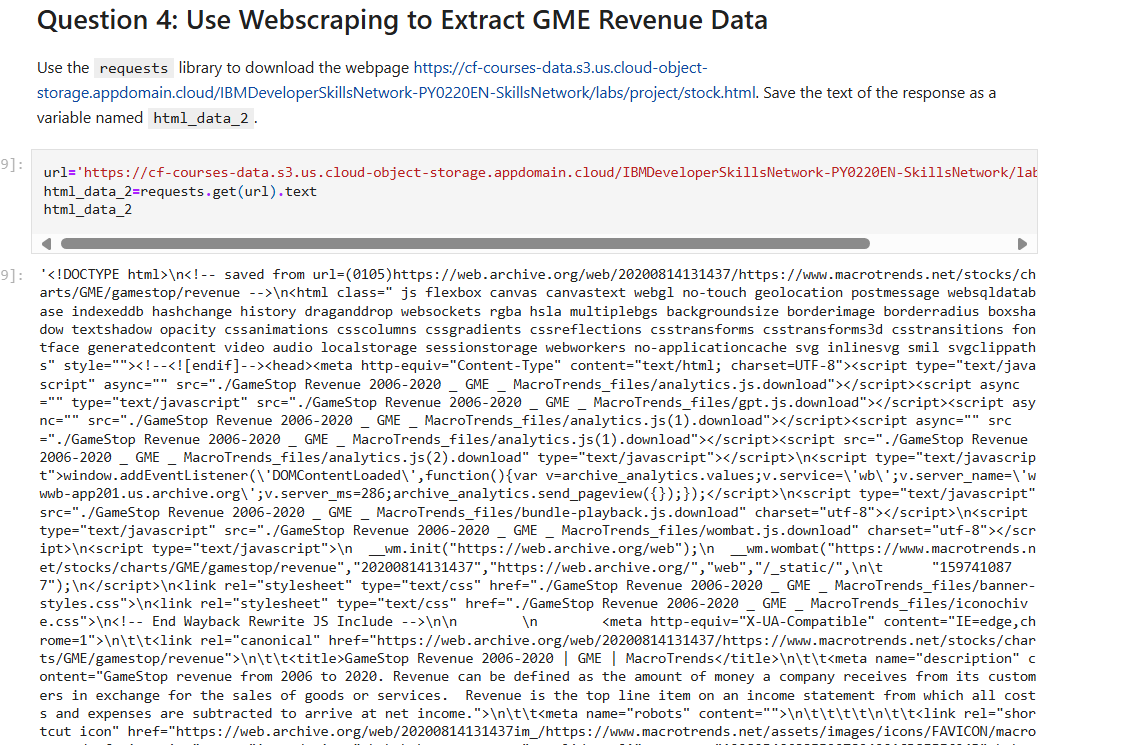 Question 4: Use Webscraping to Extract GME Revenue Data
Use the requests library to download the webpage https://cf-courses-data.s3.us.cloud-object-
storage.appdomain.cloud/IBMDeveloperSkillsNetwork-PY0220EN-SkillsNetwork/labs/project/stock.html. Save the text of the response as a
variable named html_data_2.
9]:
url='https://cf-courses-data.s3.us.cloud-object-storage.appdomain.cloud/IBMDeveloperSkillsNetwork-PY0220EN-SkillsNetwork/lab
html_data_2=requests.get(url).text
html_data_2
9]:
'<!DOCTYPE html>\n<!-- saved from url=(0105)https://web.archive.org/web/20200814131437/https://www.macrotrends.net/stocks/ch
arts/GME/gamestop/revenue -->\n<html class=" js flexbox canvas canvastext webgl no-touch geolocation postmessage websqldatab
ase indexeddb hashchange history draganddrop websockets rgba hsla multiplebgs backgroundsize borderimage borderradius boxsha
dow textshadow opacity cssanimations csscolumns cssgradients cssreflections csstransforms csstransforms3d csstransitions fon
tface generatedcontent video audio localstorage sessionstorage webworkers no-applicationcache svg inlinesvg smil svgclippath
s" style=""><!--<![endif]--><head><meta http-equiv="Content-Type" content="text/html; charset=UTF-8"><script type="text/java
script" async="" src="./GameStop Revenue 2006-2020 _ GME _ MacroTrends_files/analytics.js.download"></script><script async
="" type="text/javascript" src="./GameStop Revenue 2006-2020 _ GME _ MacroTrends_files/gpt.js.download"></script><script asy
nc="" src="./GameStop Revenue 2006-2020 _ GME _ MacroTrends_files/analytics.js(1).download"></script><script async="" src
="./GameStop Revenue 2006-2020 _ GME _ MacroTrends_files/analytics.js(1).download"></script><script src="./GameStop Revenue
2006-2020 _ GME _ MacroTrends_files/analytics.js(2).download" type="text/javascript"></script>\n<script type="text/javascrip
t">window.addEventListener(\'DOMContentLoaded\',function(){var v=archive_analytics.values;v.service=\'wb\';v.server_name=\'w
wwb-app201.us.archive.org\';v.server_ms=286;archive_analytics.send_pageview({});});</script>\n<script type="text/javascript"
src="./GameStop Revenue 2006-2020 _ GME _ MacroTrends_files/bundle-playback.js.download" charset="utf-8"></script>\n<script
type="text/javascript" src="./GameStop Revenue 2006-2020 _ GME _ MacroTrends_files/wombat.js.download" charset="utf-8"></scr
ipt>\n<script type="text/javascript">\n  __wm.init("https://web.archive.org/web");\n  __wm.wombat("https://www.macrotrends.n
et/stocks/charts/GME/gamestop/revenue","20200814131437","https://web.archive.org/","web","/_static/",\n\t      "159741087
7");\n</script>\n<link rel="stylesheet" type="text/css" href="./GameStop Revenue 2006-2020 _ GME _ MacroTrends_files/banner-
styles.css">\n<link rel="stylesheet" type="text/css" href="./GameStop Revenue 2006-2020 _ GME _ MacroTrends_files/iconochiv
e.css">\n<!-- End Wayback Rewrite JS Include -->\n\n        \n        <meta http-equiv="X-UA-Compatible" content="IE=edge,ch
rome=1">\n\t\t<link rel="canonical" href="https://web.archive.org/web/20200814131437/https://www.macrotrends.net/stocks/char
ts/GME/gamestop/revenue">\n\t\t<title>GameStop Revenue 2006-2020 | GME | MacroTrends</title>\n\t\t<meta name="description" c
ontent="GameStop revenue from 2006 to 2020. Revenue can be defined as the amount of money a company receives from its custom
ers in exchange for the sales of goods or services.  Revenue is the top line item on an income statement from which all cost
s and expenses are subtracted to arrive at net income.">\n\t\t<meta name="robots" content="">\n\t\t\t\t\n\t\t<link rel="shor
tcut icon" href="https://web.archive.org/web/20200814131437im_/https://www.macrotrends.net/assets/images/icons/FAVICON/macro